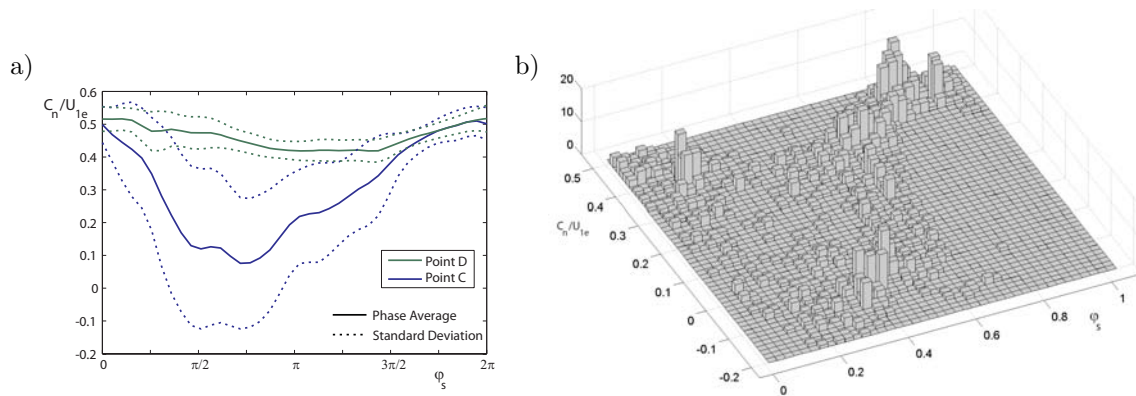 a)
C_n/U_1e
0.6
0.5
0.4
0.3
0.2
0.1
0
-0.1
-0.2
Point D
Point C
Phase Average
Standard Deviation
0
π/2
π
3π/2
2π
φ_s
b)
20
10
0
0.5
0.4
0.3
0.2
0.1
0
-0.1
-0.2
C_n/U_1e
0
0.2
0.4
0.6
0.8
1
φ_s